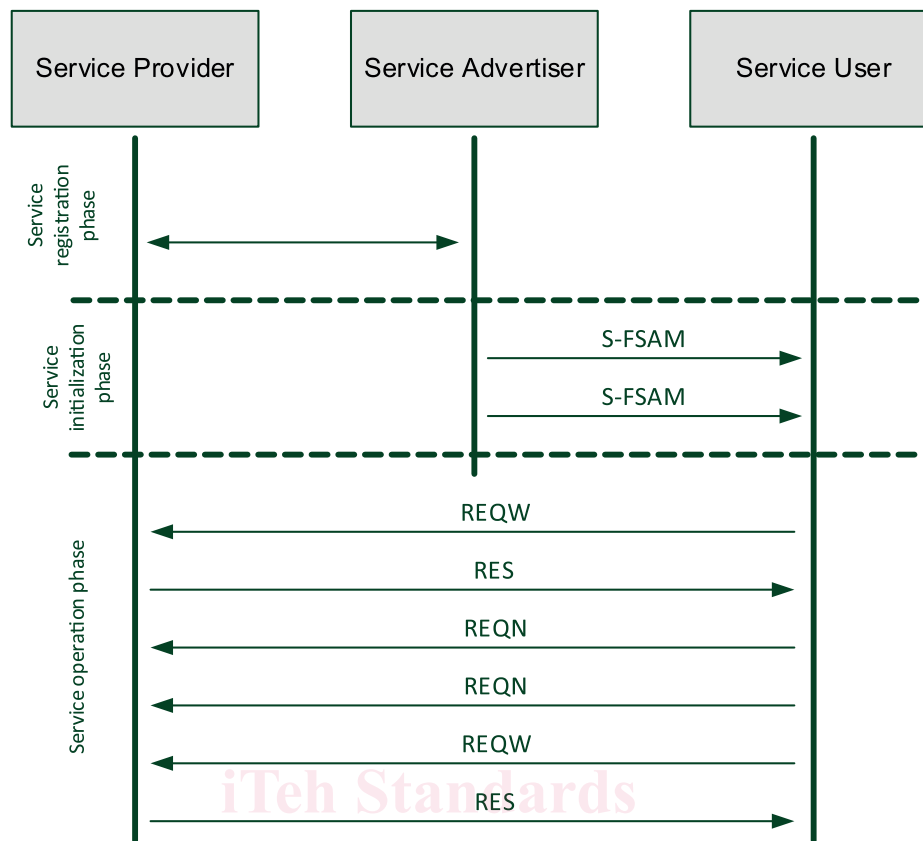 Service Provider
Service Advertiser
Service User
Service
registration
phase
Service
initialization
phase
S-FSAM
S-FSAM
Service operation phase
REQW
RES
REQN
REQN
REQW
iTeh Standards
RES